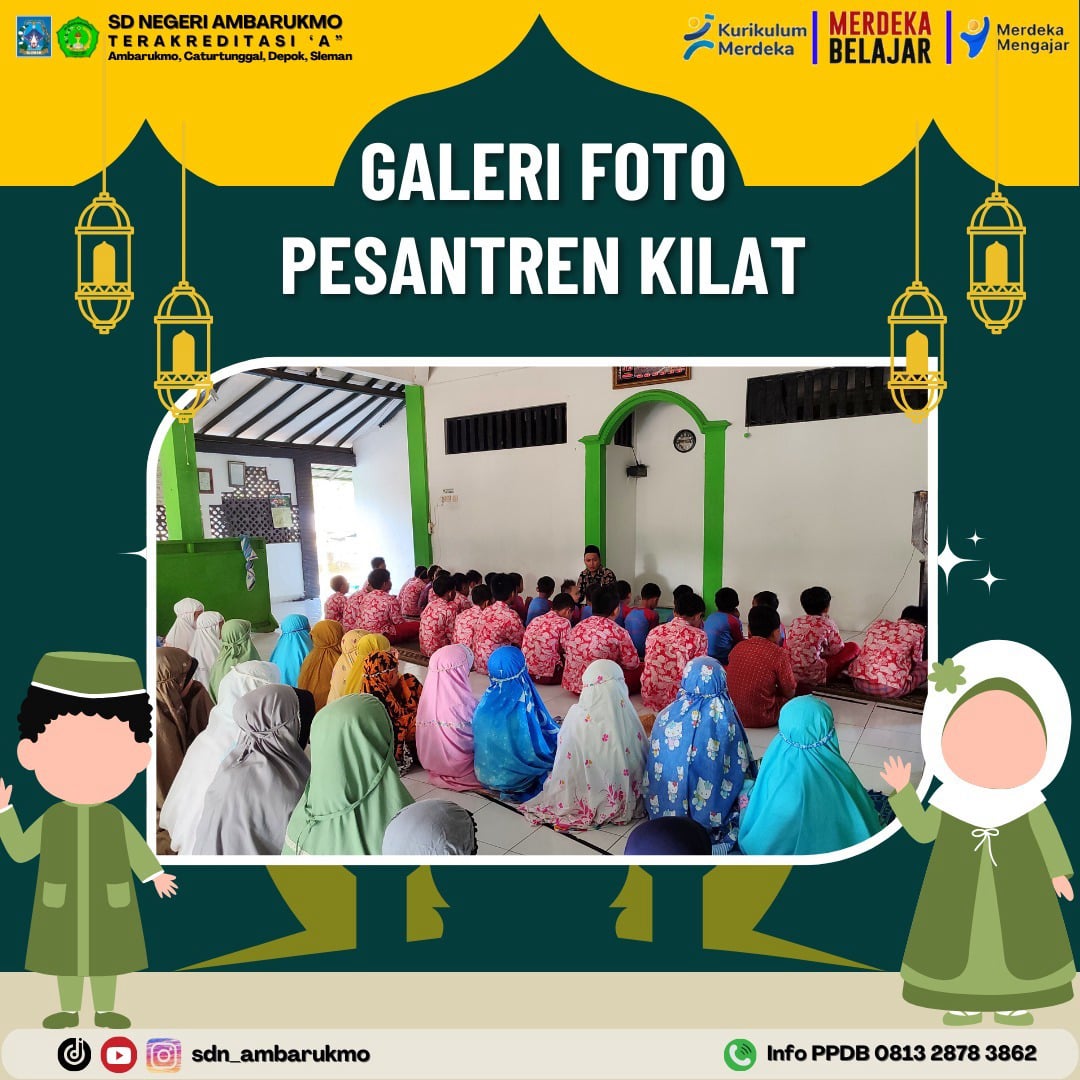 SD NEGERI AMBARUKMO
TERAKREDITASI ‘A”
Ambarukmo, Caturtunggal, Depok, Sleman
Kurikulum
Merdeka
MERDEKA
BELAJAR
Merdeka
Mengajar
GALERI FOTO
PESANTREN KILAT
sdn_ambarukmo
Info PPDB 0813 2878 3862